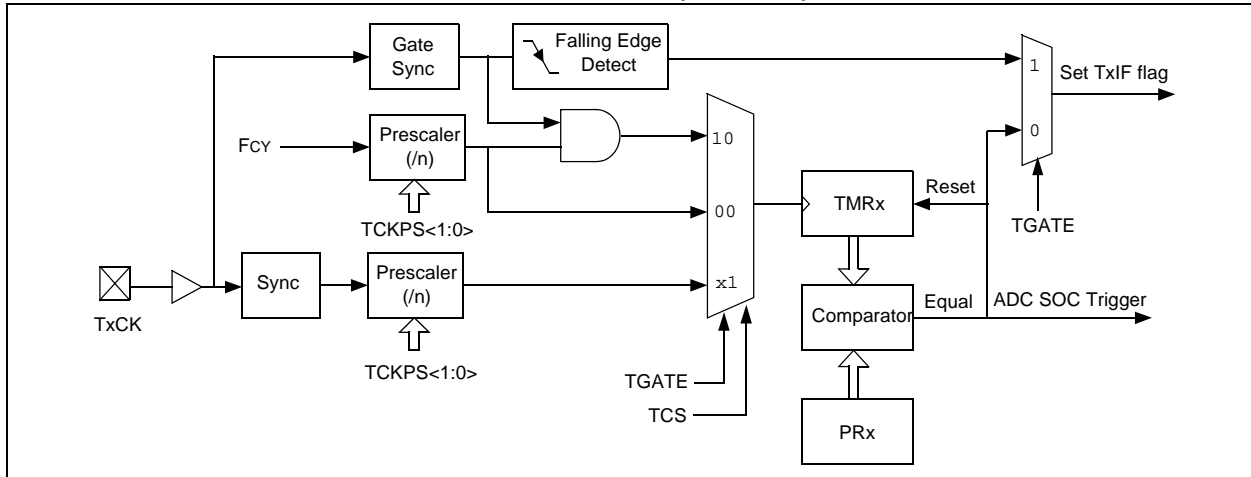 Gate
Sync
Falling Edge
Detect
1
Set TxIF flag
0
FCY
Prescaler
(/n)
10
TCKPS<1:0>
00
TMRx
Reset
TGATE
TxCK
Sync
Prescaler
(/n)
x1
TCKPS<1:0>
Comparator
Equal
ADC SOC Trigger
TGATE
TCS
PRx